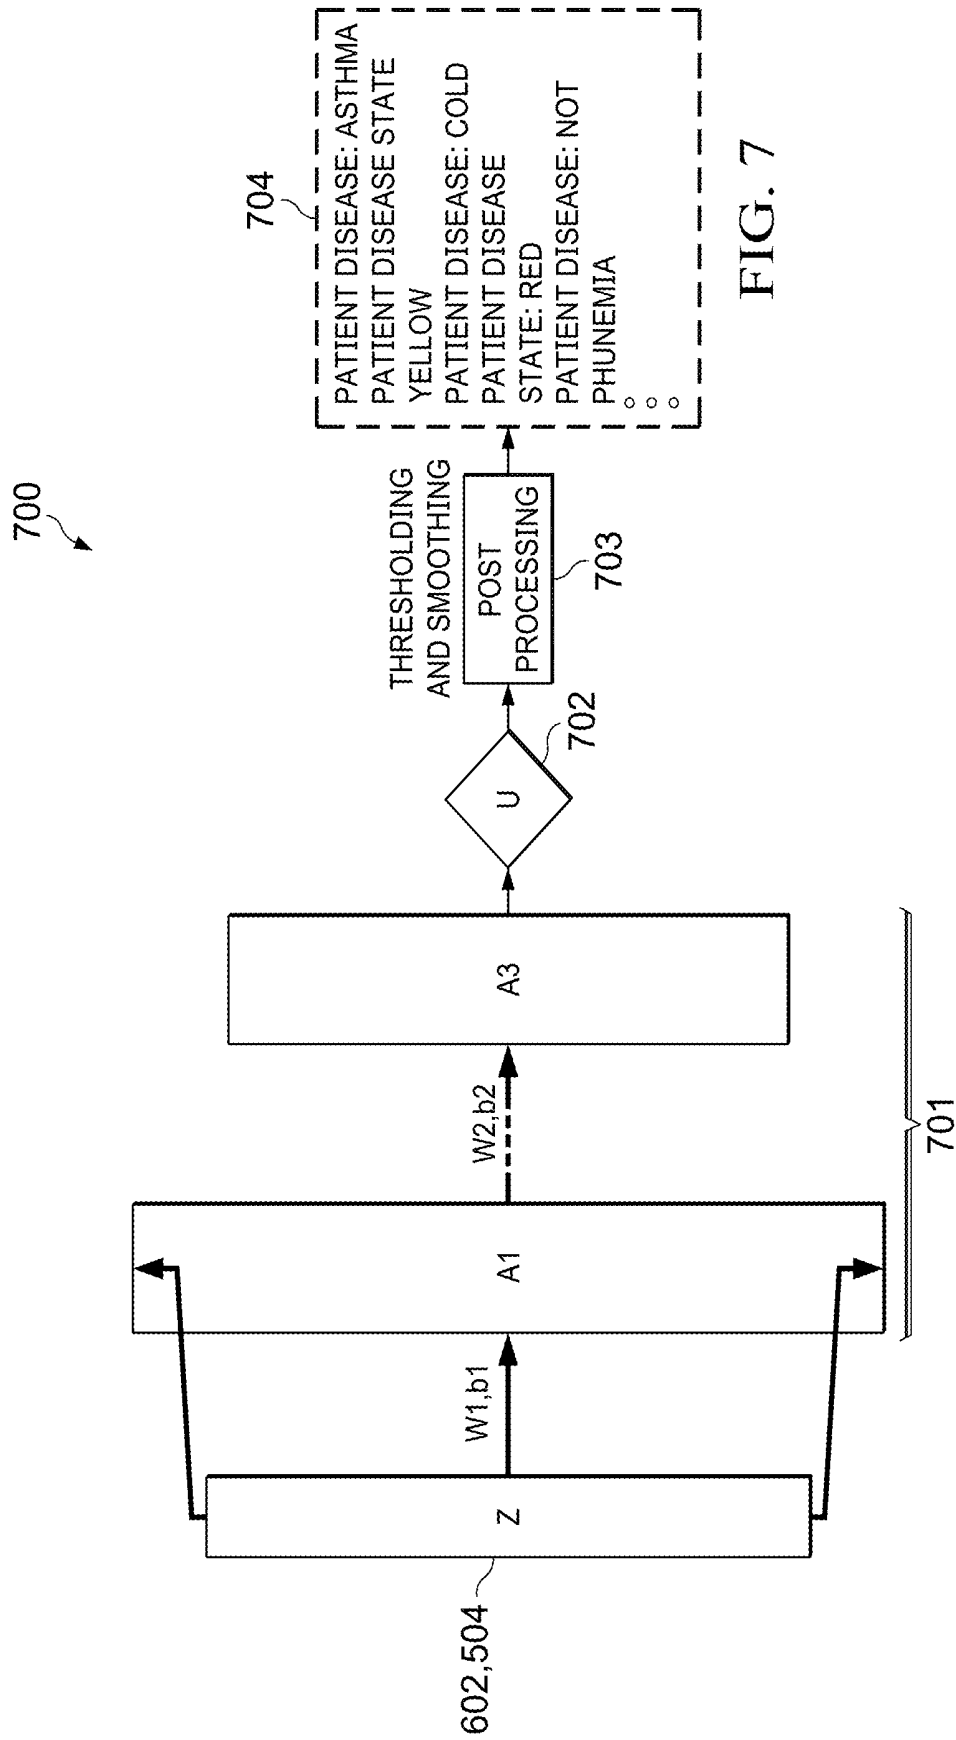 700
602,504
Z
W1,b1
A1
W2,b2
A3
701
U
702
THRESHOLDING
AND SMOOTHING
POST
PROCESSING
703
704
PATIENT DISEASE: ASTHMA
PATIENT DISEASE STATE
YELLOW
PATIENT DISEASE: COLD
PATIENT DISEASE
STATE: RED
PATIENT DISEASE: NOT
PHUNEMIA
FIG. 7